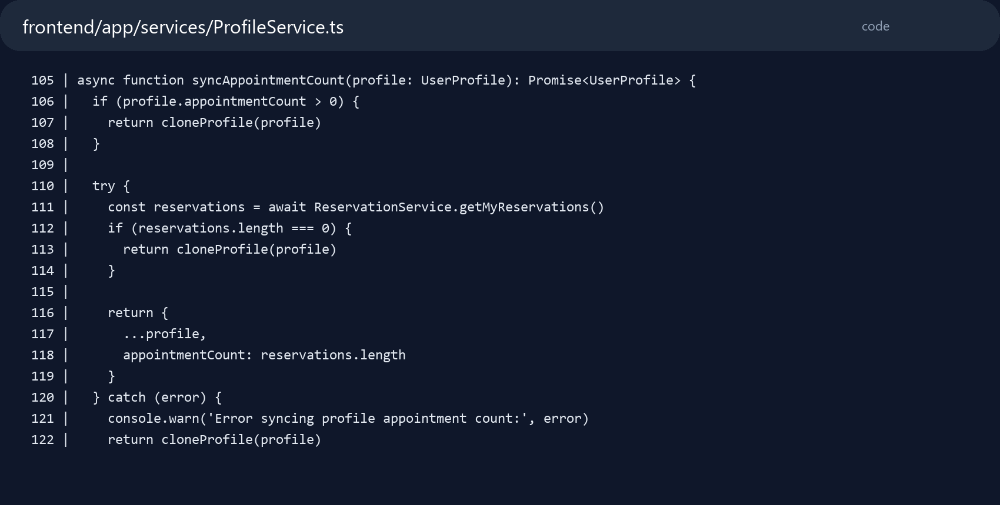 frontend/app/services/ProfileService.ts
code
105 | async function syncAppointmentCount(profile: UserProfile): Promise<UserProfile> {
106 |   if (profile.appointmentCount > 0) {
107 |     return cloneProfile(profile)
108 |   }
109 |
110 |   try {
111 |     const reservations = await ReservationService.getMyReservations()
112 |     if (reservations.length === 0) {
113 |       return cloneProfile(profile)
114 |     }
115 |
116 |     return {
117 |       ...profile,
118 |       appointmentCount: reservations.length
119 |     }
120 |   } catch (error) {
121 |     console.warn('Error syncing profile appointment count:', error)
122 |     return cloneProfile(profile)